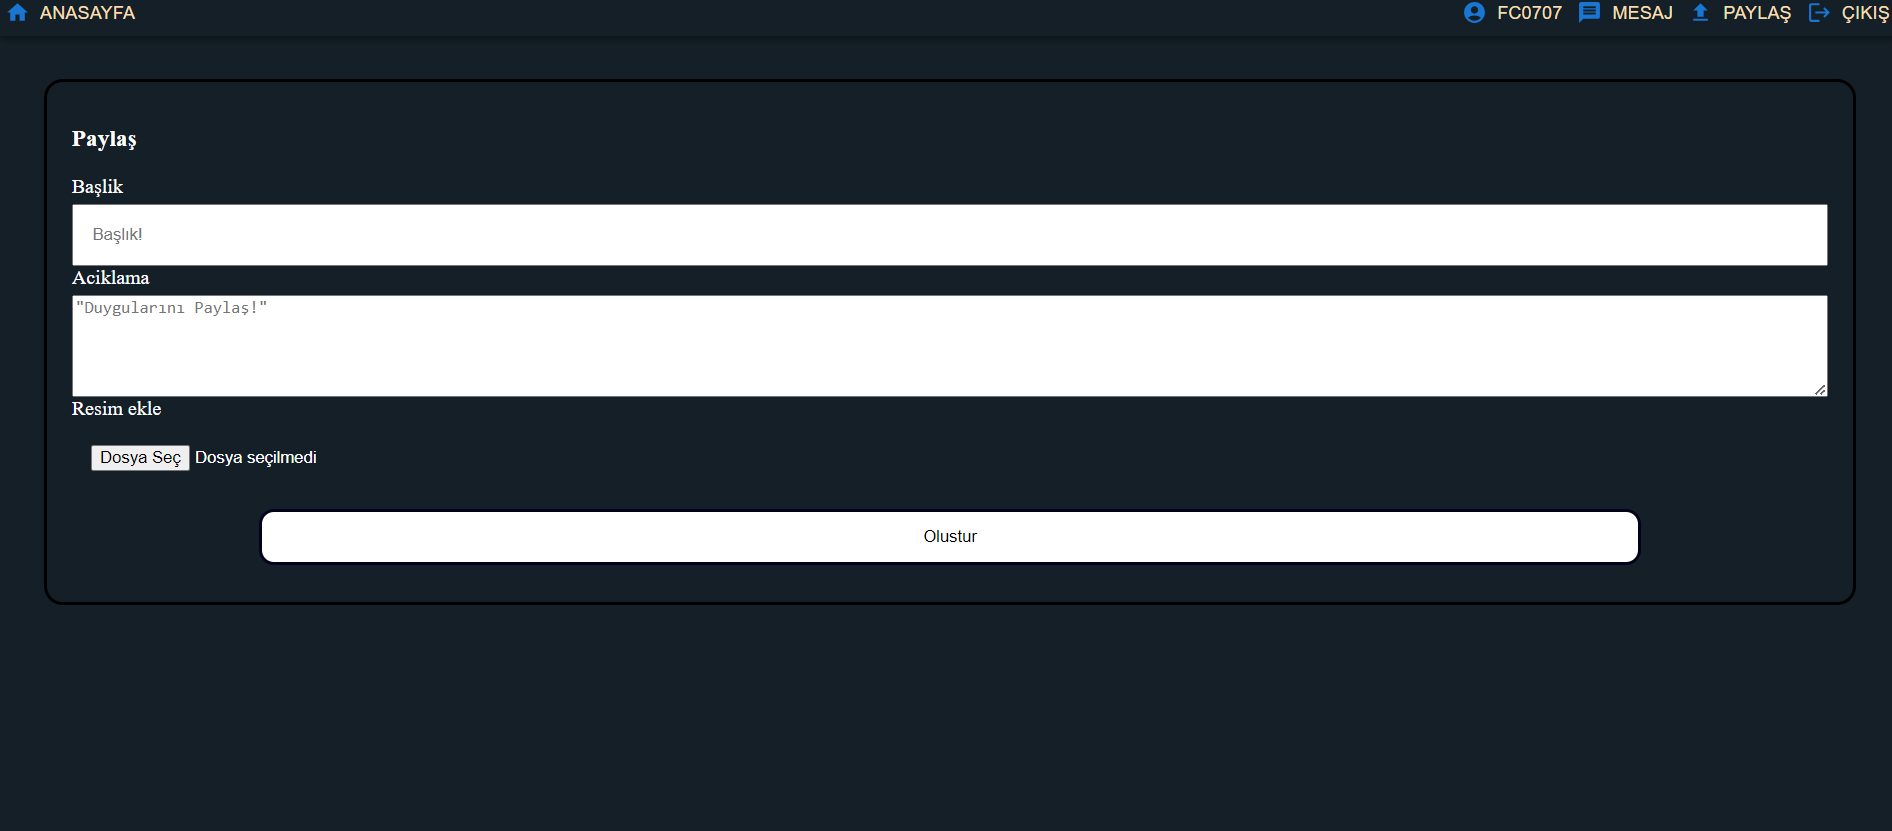 ANASAYFA FC0707 MESAJ PAYLAŞ ÇIKIŞ
Paylaş
Başlik
Başlık!
Aciklama
"Duygularını Paylaş!"
Resim ekle
Dosya Seç Dosya seçilmedi
Olustur